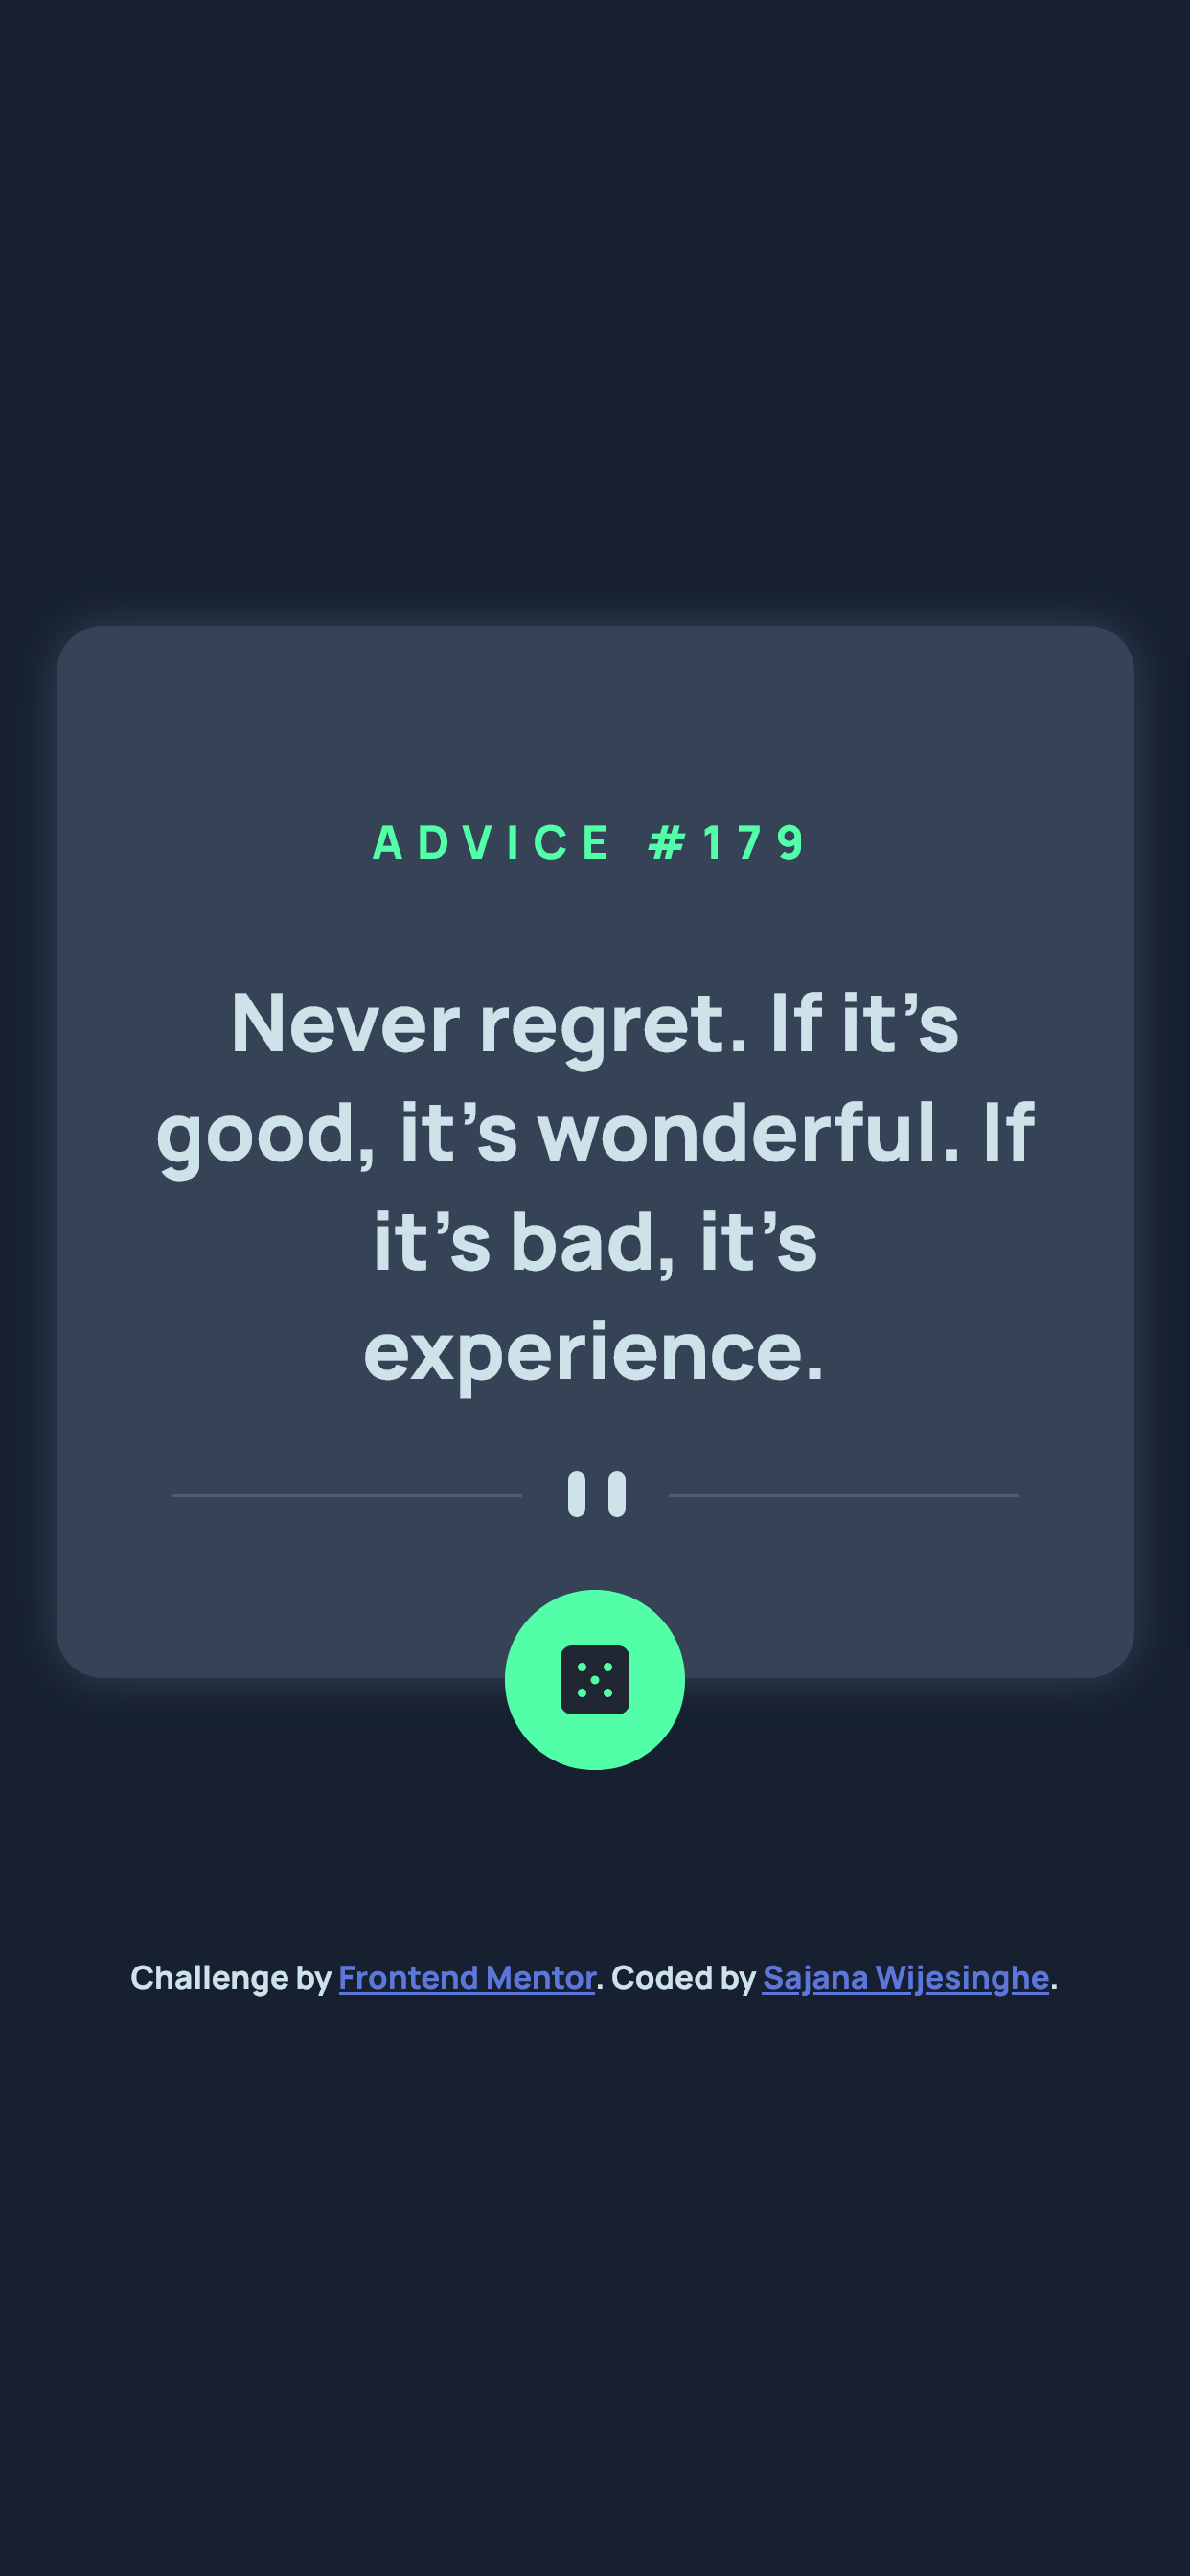 ADVICE #179
Never regret. If it’s
good, it’s wonderful. If
it’s bad, it’s
experience.
Challenge by Frontend Mentor. Coded by Sajana Wijesinghe.